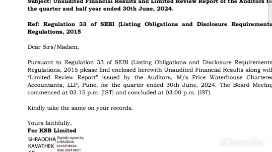 Subject: Unaudited Financial Results and Limited Review Report of the Auditors for
the quarter and half year ended 30th June, 2024.
Ref: Regulation 33 of SEBI (Listing Obligations and Disclosure Requirements
Regulations, 2015
Dear Sirs/Madam,
Pursuant to Regulation 33 of SEBI (Listing Obligations and Disclosure Requirements
Regulations, 2015 please find enclosed herewith Unaudited Financial Results along with
"Limited Review Report" issued by the Auditors, M/s Price Waterhouse Chartered
Accountants, LLP, Pune, for the quarter ended 30th June, 2024. The Board Meeting
commenced at 02.15 p.m. (IST) and concluded at 03.00 p.m. (IST).
Kindly take the same on your records.
Yours faithfully,
For KSB Limited
SHRADDHA
KAVATHEK